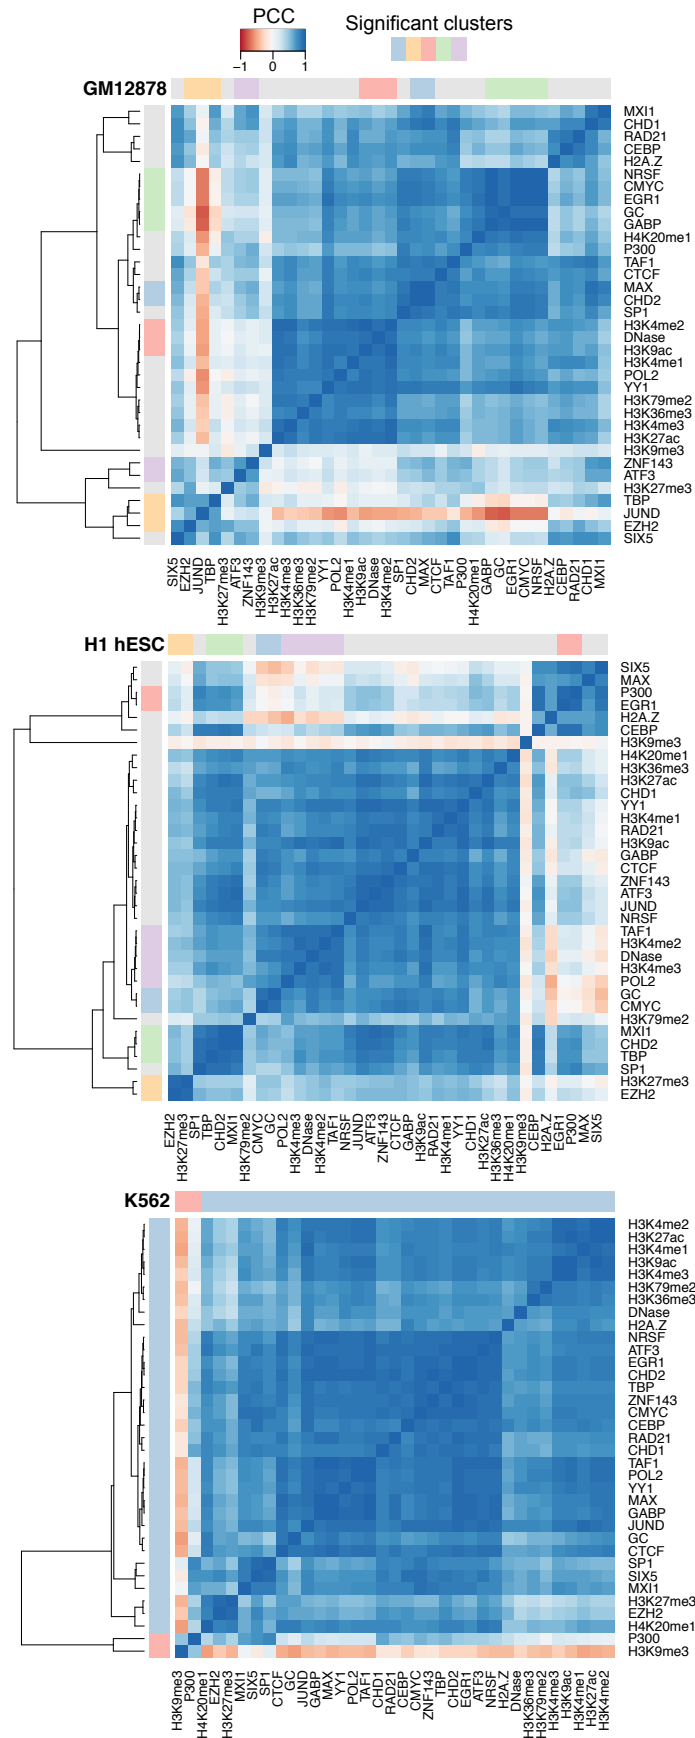 PCC
Significant clusters
−1 0 1
GM12878
MXI1
CHD1
RAD21
CEBP
H2A.Z
NRSF
CMYC
EGR1
GC
GABP
H4K20me1
P300
TAF1
CTCF
MAX
CHD2
SP1
H3K4me2
DNase
H3K9ac
H3K4me1
POL2
YY1
H3K79me2
H3K36me3
H3K4me3
H3K27ac
H3K9me3
ZNF143
ATF3
H3K27me3
TBP
JUND
EZH2
SIX5
SIX5
EZH2
JUND
TBP
H3K27me3
ATF3
ZNF143
H3K9me3
H3K27ac
H3K4me3
H3K36me3
H3K79me2
YY1
POL2
H3K4me1
H3K9ac
DNase
H3K4me2
SP1
CHD2
MAX
CTCF
TAF1
P300
H4K20me1
GABP
GC
EGR1
CMYC
NRSF
H2A.Z
CEBP
RAD21
CHD1
MXI1
H1 hESC
SIX5
MAX
P300
EGR1
H2A.Z
CEBP
H3K9me3
H4K20me1
H3K36me3
H3K27ac
CHD1
YY1
H3K4me1
RAD21
H3K9ac
GABP
CTCF
ZNF143
ATF3
JUND
NRSF
TAF1
H3K4me2
DNase
H3K4me3
POL2
GC
CMYC
H3K79me2
MXI1
CHD2
TBP
SP1
H3K27me3
EZH2
EZH2
H3K27me3
SP1
TBP
CHD2
MXI1
H3K79me2
CMYC
GC
POL2
H3K4me3
DNase
H3K4me2
TAF1
NRSF
JUND
ATF3
ZNF143
CTCF
GABP
H3K9ac
RAD21
H3K4me1
YY1
CHD1
H3K27ac
H3K36me3
H4K20me1
H3K9me3
CEBP
H2A.Z
EGR1
P300
MAX
SIX5
K562
H3K4me2
H3K27ac
H3K4me1
H3K9ac
H3K4me3
H3K79me2
H3K36me3
DNase
H2A.Z
NRSF
ATF3
EGR1
CHD2
TBP
ZNF143
CMYC
CEBP
RAD21
CHD1
TAF1
POL2
YY1
MAX
GABP
JUND
GC
CTCF
SP1
SIX5
MXI1
H3K27me3
EZH2
H4K20me1
P300
H3K9me3
H3K9me3
P300
H4K20me1
EZH2
H3K27me3
MXI1
SIX5
SP1
CTCF
GC
JUND
GABP
MAX
YY1
POL2
TAF1
CHD1
RAD21
CEBP
CMYC
ZNF143
TBP
CHD2
EGR1
ATF3
NRSF
H2A.Z
DNase
H3K36me3
H3K79me2
H3K4me3
H3K9ac
H3K4me1
H3K27ac
H3K4me2